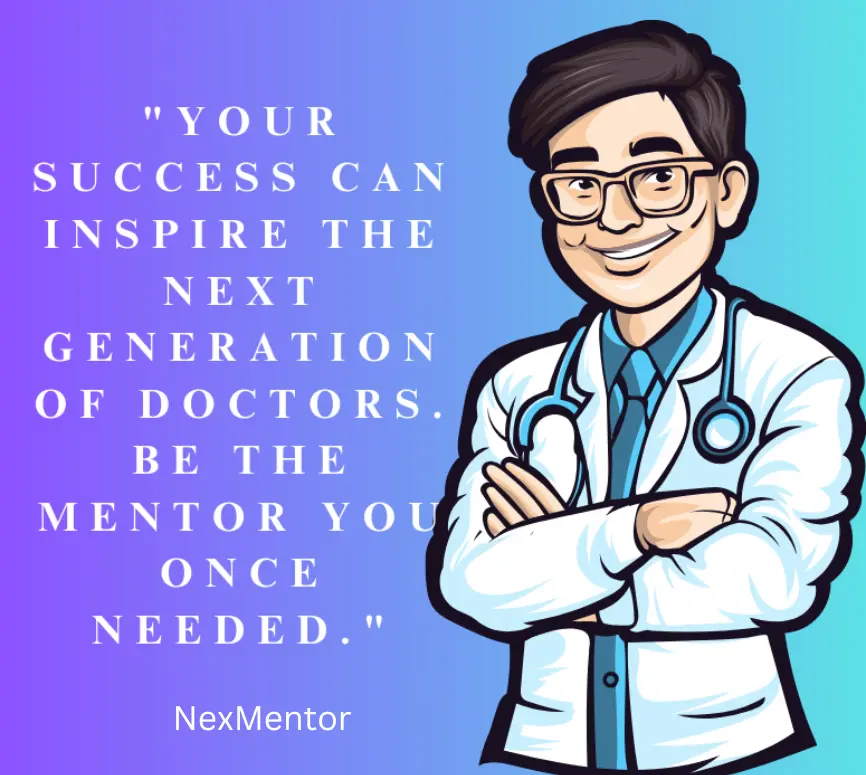 "YOUR
SUCCESS CAN
INSPIRE THE
NEXT
GENERATION
OF DOCTORS.
BE THE
MENTOR YOU
ONCE
NEEDED."
NexMentor